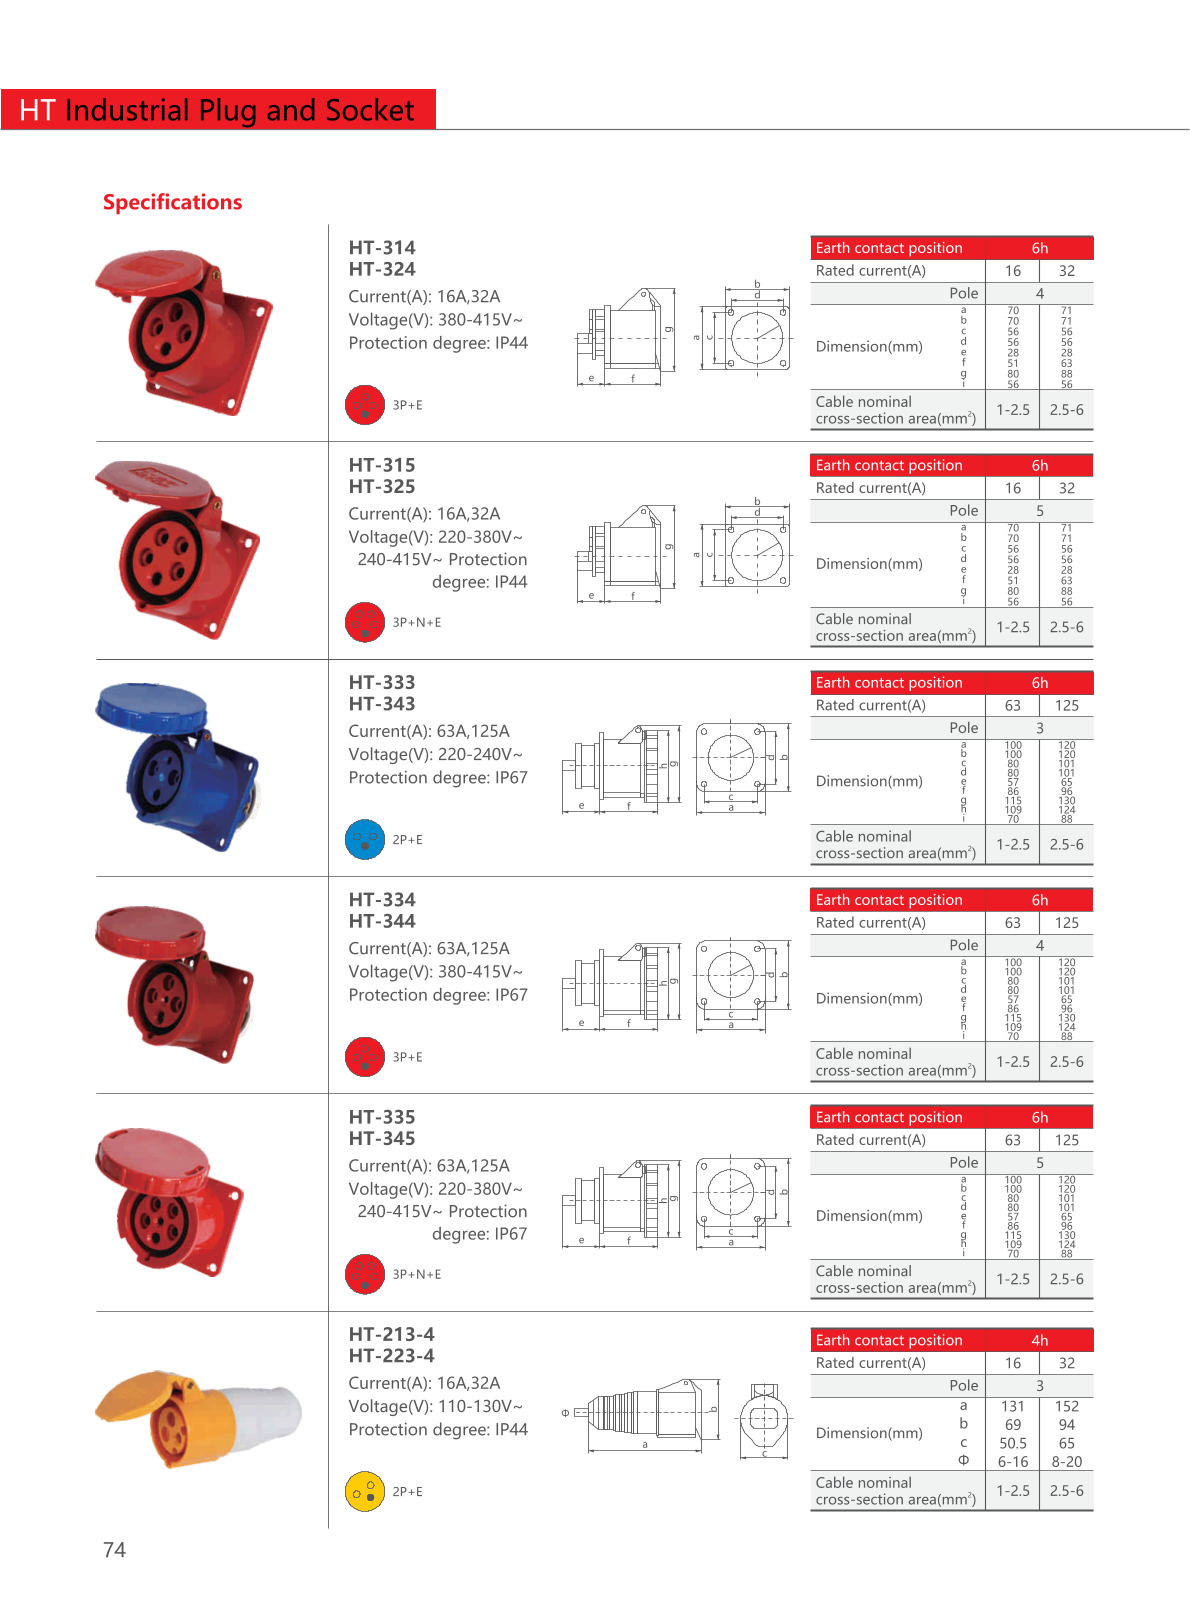 HT Industrial Plug and Socket
Specifications
HT-314
HT-324
Current(A): 16A,32A
Voltage(V): 380-415V~
Protection degree: IP44
3P+E
b
d
a
c
g
e
f
Earth contact position 6h
Rated current(A) 16 32
Pole 4
Dimension(mm)
a 70 71
b 70 71
c 56 56
d 56 56
e 28 28
f 51 63
g 80 88
i 56 56
Cable nominal
cross-section area(mm²) 1-2.5 2.5-6
HT-315
HT-325
Current(A): 16A,32A
Voltage(V): 220-380V~
240-415V~ Protection
degree: IP44
3P+N+E
b
d
a
c
g
e
f
Earth contact position 6h
Rated current(A) 16 32
Pole 5
Dimension(mm)
a 70 71
b 70 71
c 56 56
d 56 56
e 28 28
f 51 63
g 80 88
i 56 56
Cable nominal
cross-section area(mm²) 1-2.5 2.5-6
HT-333
HT-343
Current(A): 63A,125A
Voltage(V): 220-240V~
Protection degree: IP67
2P+E
h
g
d
b
e
f
c
a
Earth contact position 6h
Rated current(A) 63 125
Pole 3
Dimension(mm)
a 100 120
b 100 120
c 80 101
d 80 101
e 57 65
f 86 96
g 115 130
h 109 124
i 70 88
Cable nominal
cross-section area(mm²) 1-2.5 2.5-6
HT-334
HT-344
Current(A): 63A,125A
Voltage(V): 380-415V~
Protection degree: IP67
3P+E
h
g
d
b
e
f
c
a
Earth contact position 6h
Rated current(A) 63 125
Pole 4
Dimension(mm)
a 100 120
b 100 120
c 80 101
d 80 101
e 57 65
f 86 96
g 115 130
h 109 124
i 70 88
Cable nominal
cross-section area(mm²) 1-2.5 2.5-6
HT-335
HT-345
Current(A): 63A,125A
Voltage(V): 220-380V~
240-415V~ Protection
degree: IP67
3P+N+E
h
g
d
b
e
f
c
a
Earth contact position 6h
Rated current(A) 63 125
Pole 5
Dimension(mm)
a 100 120
b 100 120
c 80 101
d 80 101
e 57 65
f 86 96
g 115 130
h 109 124
i 70 88
Cable nominal
cross-section area(mm²) 1-2.5 2.5-6
HT-213-4
HT-223-4
Current(A): 16A,32A
Voltage(V): 110-130V~
Protection degree: IP44
2P+E
Φ
b
a
c
Earth contact position 4h
Rated current(A) 16 32
Pole 3
Dimension(mm)
a 131 152
b 69 94
c 50.5 65
Φ 6-16 8-20
Cable nominal
cross-section area(mm²) 1-2.5 2.5-6
74